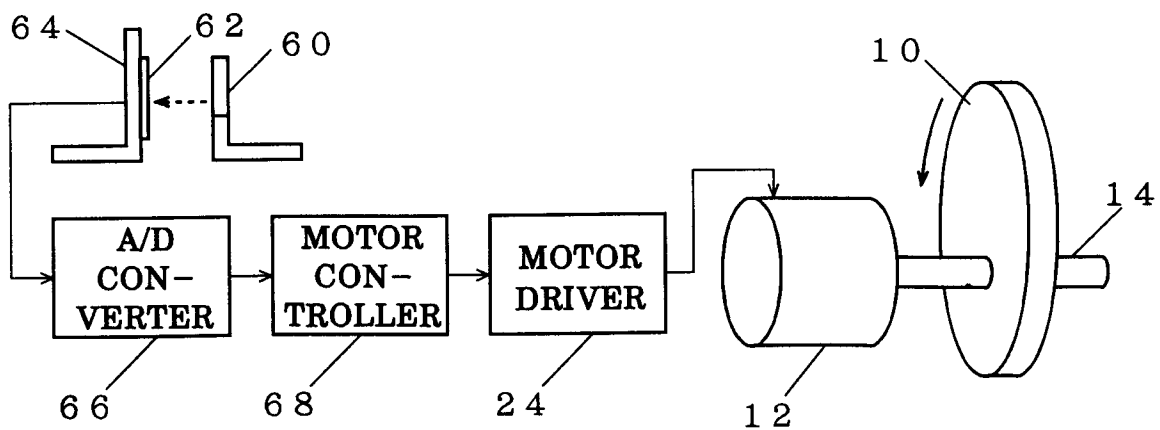 64
62
60
10
14
A/D
CON-
VERTER
MOTOR
CON-
TROLLER
MOTOR
DRIVER
66
68
24
12